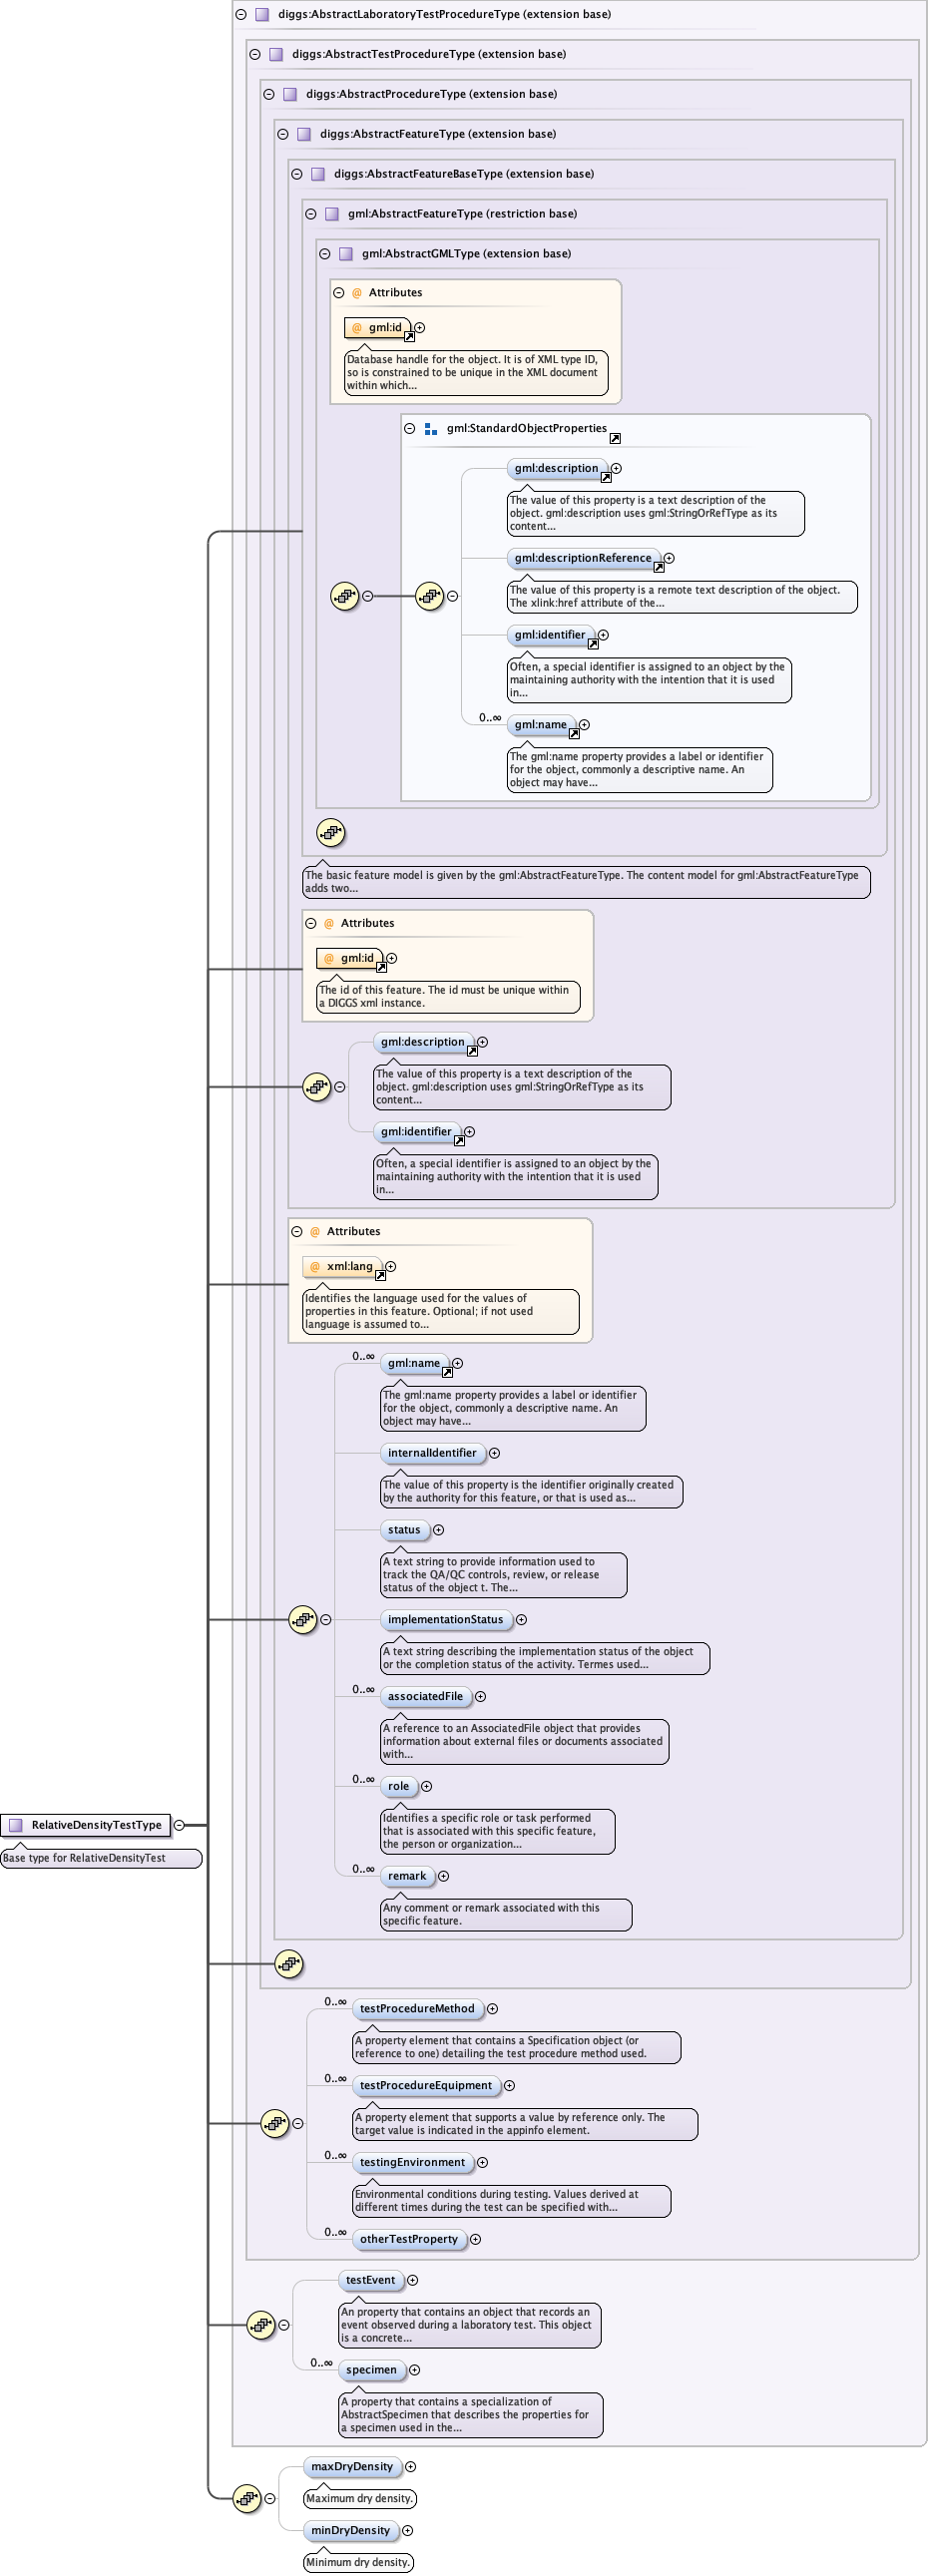 diggs:AbstractLaboratoryTestProcedureType (extension base)
diggs:AbstractTestProcedureType (extension base)
diggs:AbstractProcedureType (extension base)
diggs:AbstractFeatureType (extension base)
diggs:AbstractFeatureBaseType (extension base)
gml:AbstractFeatureType (restriction base)
gml:AbstractGMLType (extension base)
@ Attributes
@ gml:id
Database handle for the object. It is of XML type ID,
so is constrained to be unique in the XML document
within which...
gml:StandardObjectProperties
gml:description
The value of this property is a text description of the
object. gml:description uses gml:StringOrRefType as its
content...
gml:descriptionReference
The value of this property is a remote text description of the object.
The xlink:href attribute of the...
gml:identifier
Often, a special identifier is assigned to an object by the
maintaining authority with the intention that it is used
in...
0..∞ gml:name
The gml:name property provides a label or identifier
for the object, commonly a descriptive name. An
object may have...
The basic feature model is given by the gml:AbstractFeatureType. The content model for gml:AbstractFeatureType
adds two...
@ Attributes
@ gml:id
The id of this feature. The id must be unique within
a DIGGS xml instance.
gml:description
The value of this property is a text description of the
object. gml:description uses gml:StringOrRefType as its
content...
gml:identifier
Often, a special identifier is assigned to an object by the
maintaining authority with the intention that it is used
in...
@ Attributes
@ xml:lang
Identifies the language used for the values of
properties in this feature. Optional; if not used
language is assumed to...
0..∞ gml:name
The gml:name property provides a label or identifier
for the object, commonly a descriptive name. An
object may have...
internalIdentifier
The value of this property is the identifier originally created
by the authority for this feature, or that is used as...
status
A text string to provide information used to
track the QA/QC controls, review, or release
status of the object t. The...
implementationStatus
A text string describing the implementation status of the object
or the completion status of the activity. Termes used...
0..∞ associatedFile
A reference to an AssociatedFile object that provides
information about external files or documents associated
with...
0..∞ role
Identifies a specific role or task performed
that is associated with this specific feature,
the person or organization...
RelativeDensityTestType
Base type for RelativeDensityTest
0..∞ remark
Any comment or remark associated with this
specific feature.
0..∞ testProcedureMethod
A property element that contains a Specification object (or
reference to one) detailing the test procedure method used.
0..∞ testProcedureEquipment
A property element that supports a value by reference only. The
target value is indicated in the appinfo element.
0..∞ testingEnvironment
Environmental conditions during testing. Values derived at
different times during the test can be specified with...
0..∞ otherTestProperty
testEvent
An property that contains an object that records an
event observed during a laboratory test. This object
is a concrete...
0..∞ specimen
A property that contains a specialization of
AbstractSpecimen that describes the properties for
a specimen used in the...
maxDryDensity
Maximum dry density.
minDryDensity
Minimum dry density.